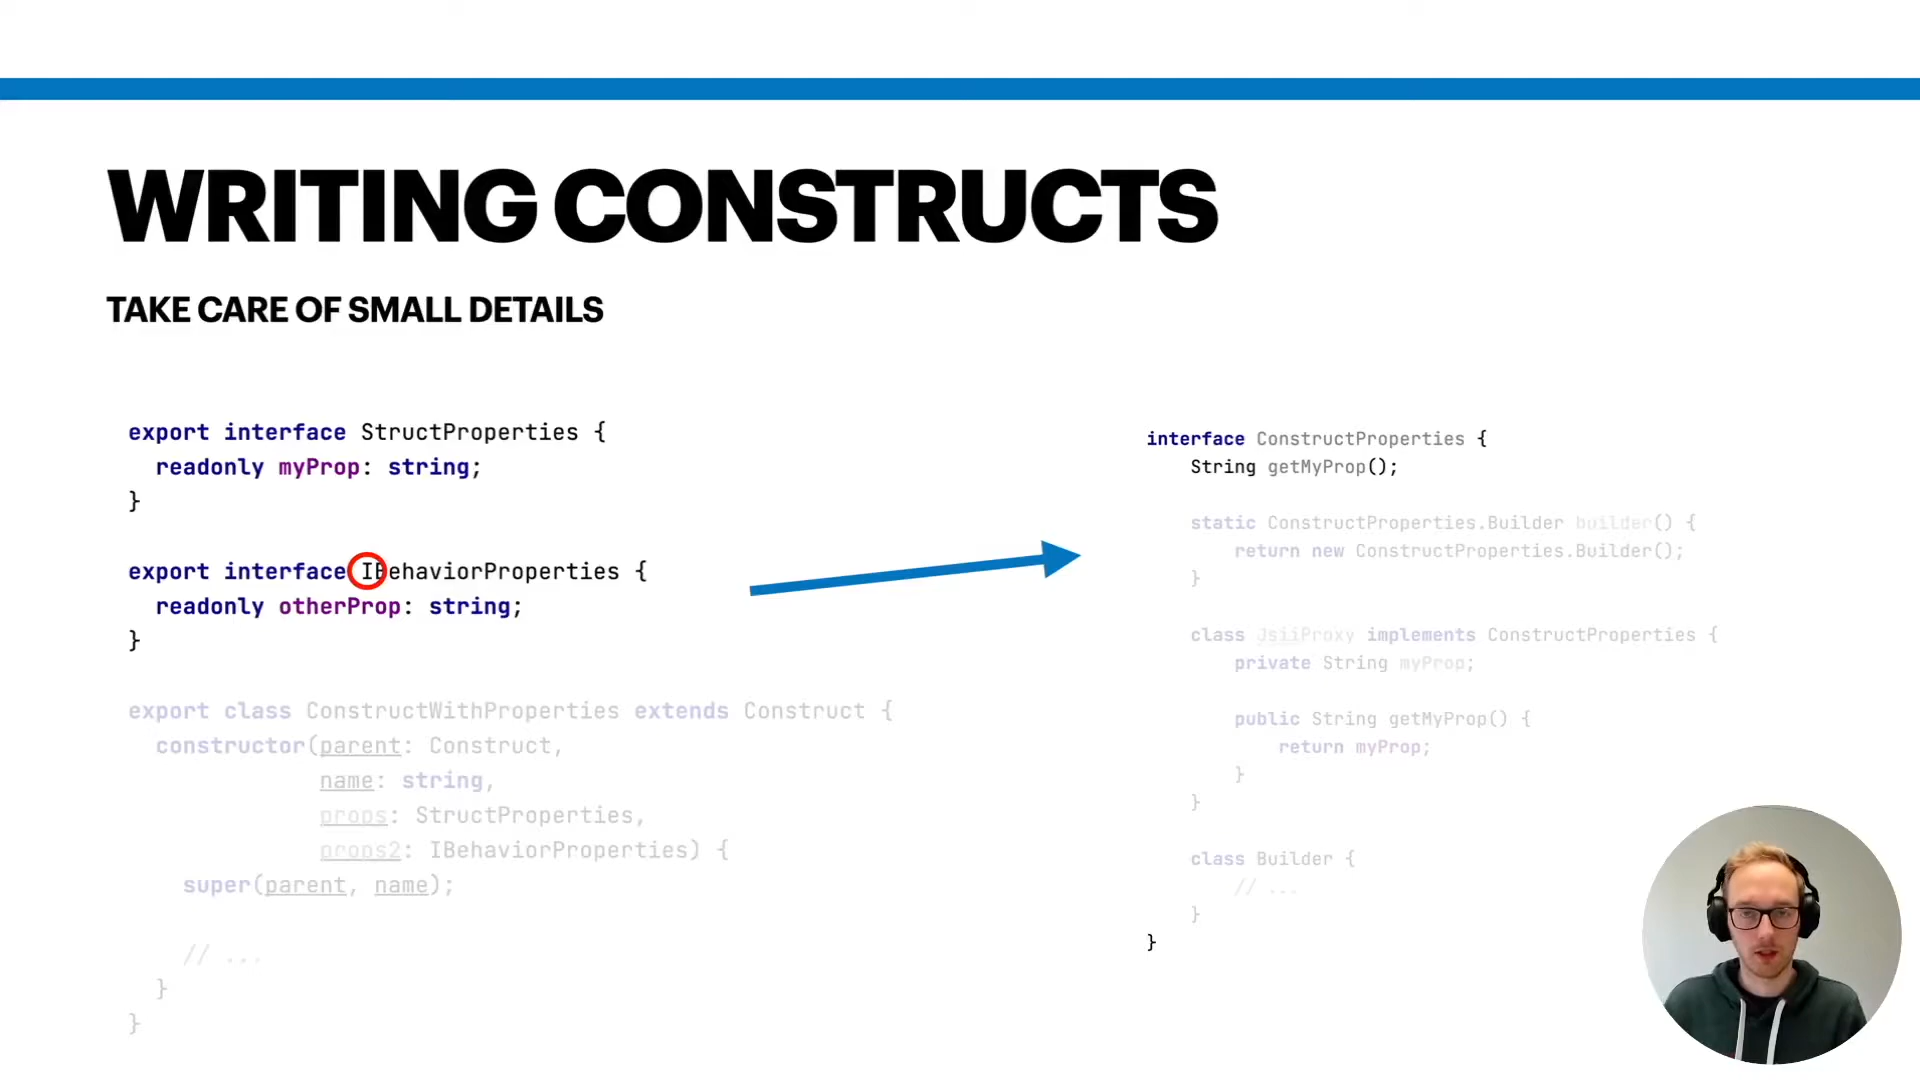 WRITING CONSTRUCTS
TAKE CARE OF SMALL DETAILS
export interface StructProperties {
readonly myProp: string;
}
export interface IBehaviorProperties {
readonly otherProp: string;
}
export class ConstructWithProperties extends Construct {
constructor(parent: Construct,
name: string,
props: StructProperties,
props2: IBehaviorProperties) {
super(parent, name);
// ...
}
}
interface ConstructProperties {
String getMyProp();
static ConstructProperties.Builder builder() {
return new ConstructProperties.Builder();
}
class JsiiProxy implements ConstructProperties {
private String myProp;
public String getMyProp() {
return myProp;
}
}
class Builder {
// ...
}
}